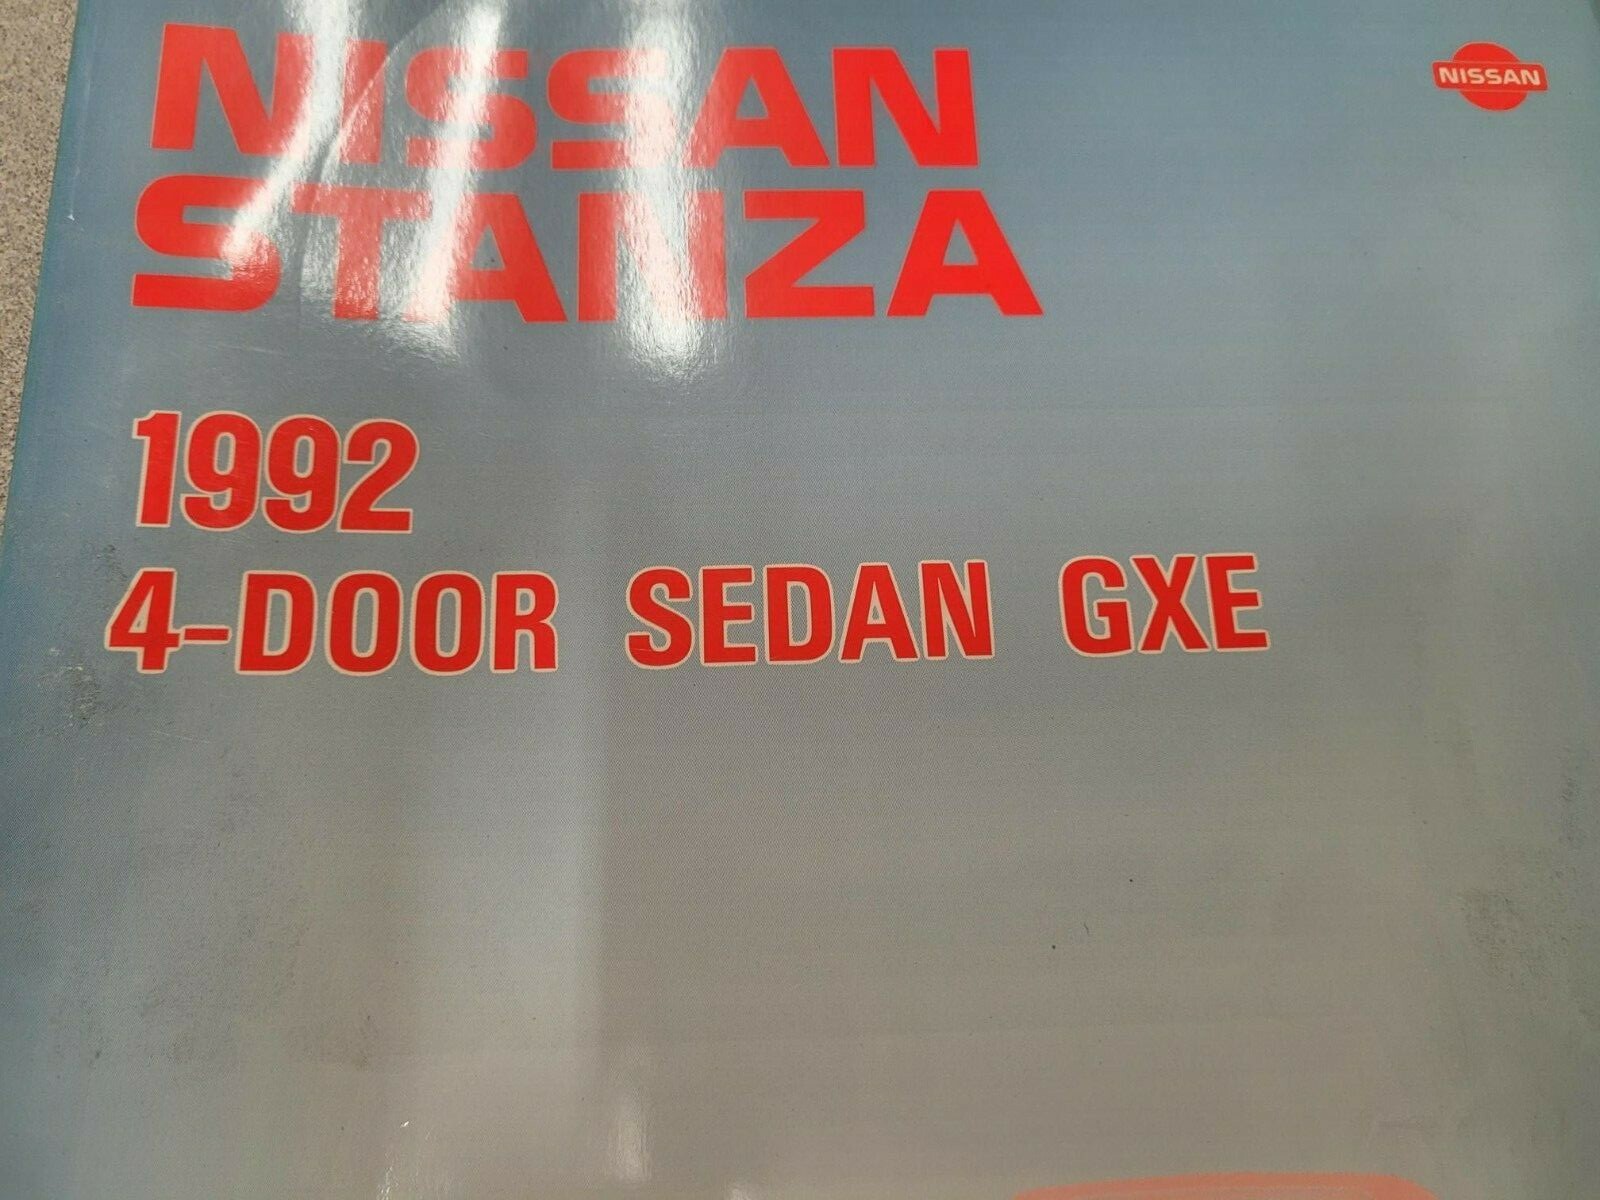 NISSAN
NISSAN
STANZA
1992
4-DOOR SEDAN GXE